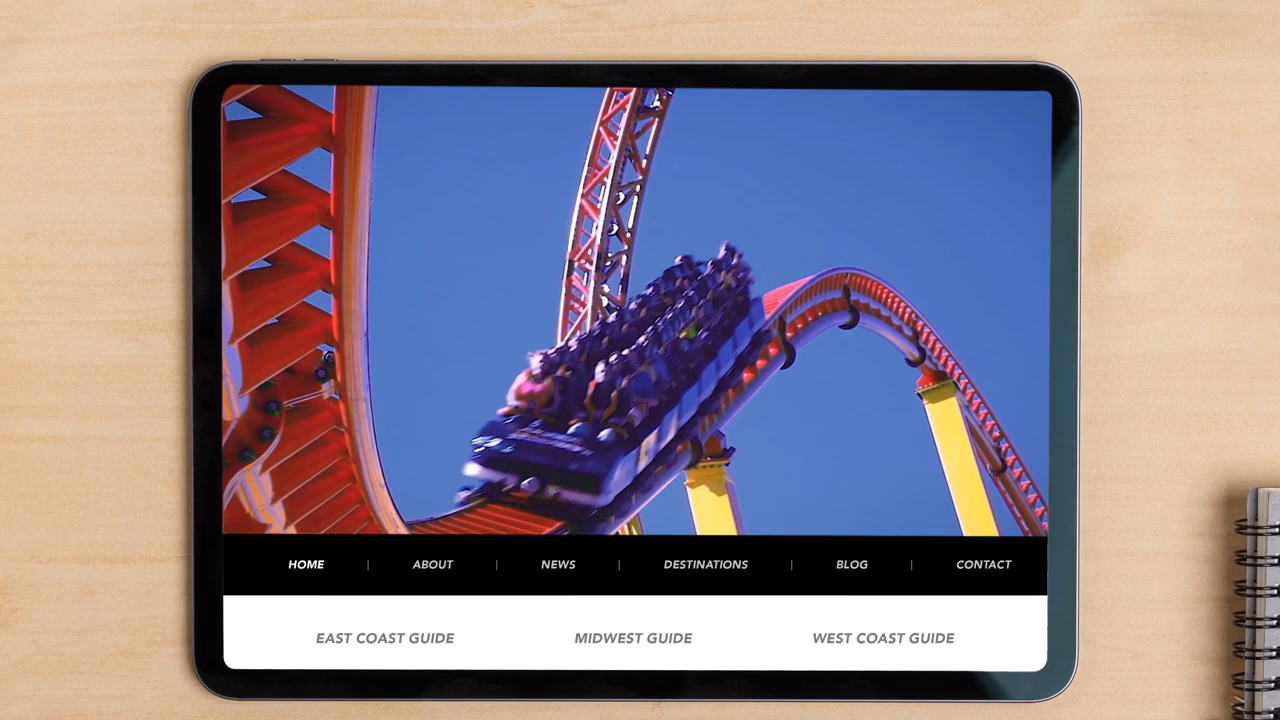 HOME | ABOUT | NEWS | DESTINATIONS | BLOG | CONTACT
EAST COAST GUIDE MIDWEST GUIDE WEST COAST GUIDE